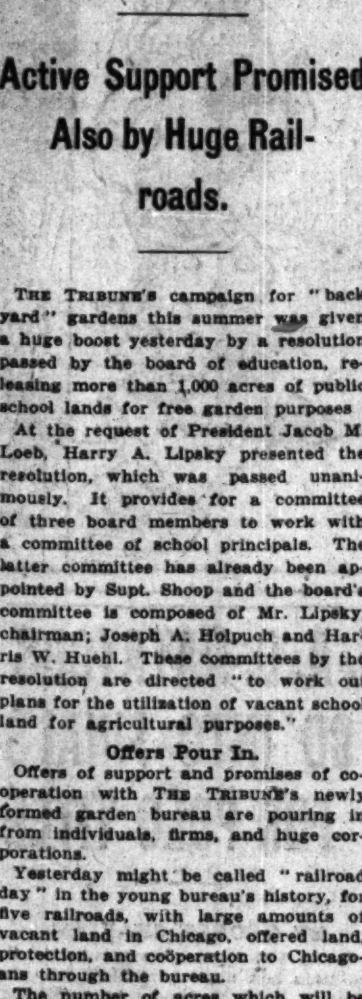 Active Support Promised
Also by Huge Rail-
roads.
THE TRIBUNE'S campaign for "back
yard" gardens this summer was given
a huge boost yesterday by a resolution
passed by the board of education, re-
leasing more than 1,000 acres of public
school lands for free garden purposes
At the request of President Jacob M
Loeb, Harry A. Lipsky presented the
resolution, which was passed unani-
mously. It provides for a committee
of three board members to work with
a committee of school principals. The
latter committee has already been ap-
pointed by Supt. Shoop and the board's
committee is composed of Mr. Lipsky
chairman; Joseph A. Holpuch and Har-
ris W. Huehl. These committees by the
resolution are directed "to work out
plans for the utilization of vacant school
land for agricultural purposes."
Offers Pour In.
Offers of support and promises of co-
operation with THE TRIBUNE'S newly
formed garden bureau are pouring in
from individuals, firms, and huge cor-
porations.
Yesterday might be called "railroad
day" in the young bureau's history, for
five railroads, with large amounts of
vacant land in Chicago, offered land,
protection, and coöperation to Chicago-
ans through the bureau.
The number of acres which will